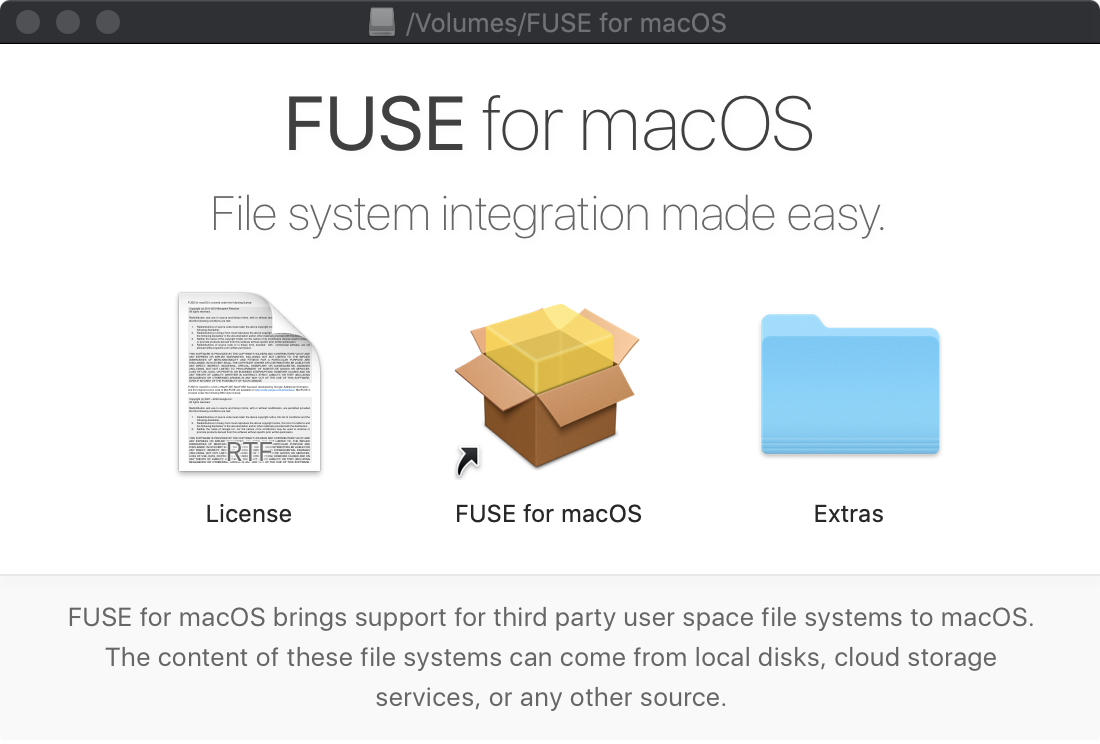 /Volumes/FUSE for macOS
FUSE for macOS
File system integration made easy.
RTF
License
FUSE for macOS
Extras
FUSE for macOS brings support for third party user space file systems to macOS.
The content of these file systems can come from local disks, cloud storage
services, or any other source.